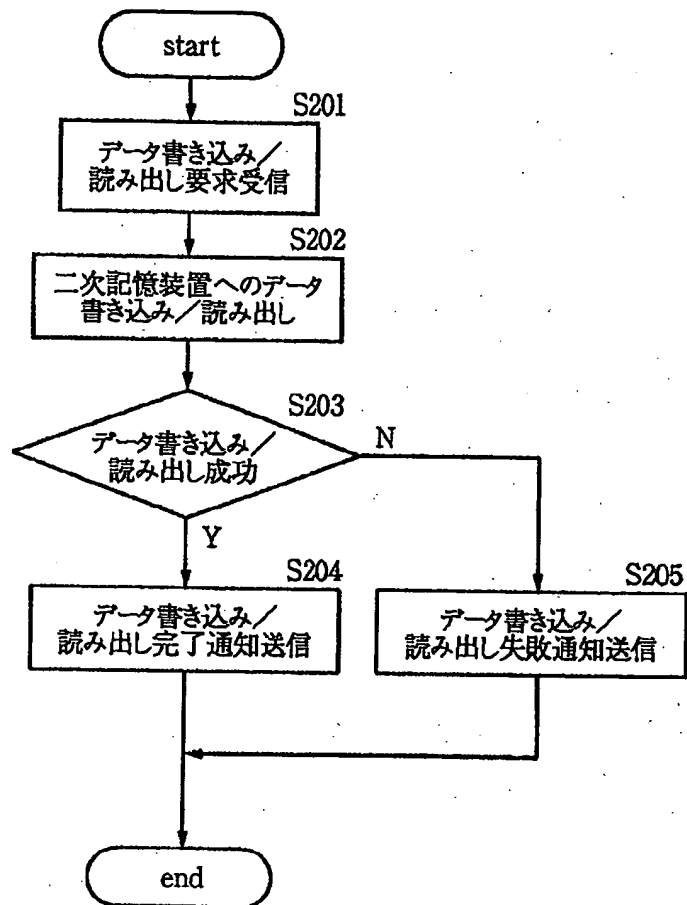 start
S201
データ書き込み／
読み出し要求受信
S202
二次記憶装置へのデータ
書き込み／読み出し
S203
データ書き込み／
読み出し成功
N
Y
S204
データ書き込み／
読み出し完了通知送信
S205
データ書き込み／
読み出し失敗通知送信
end